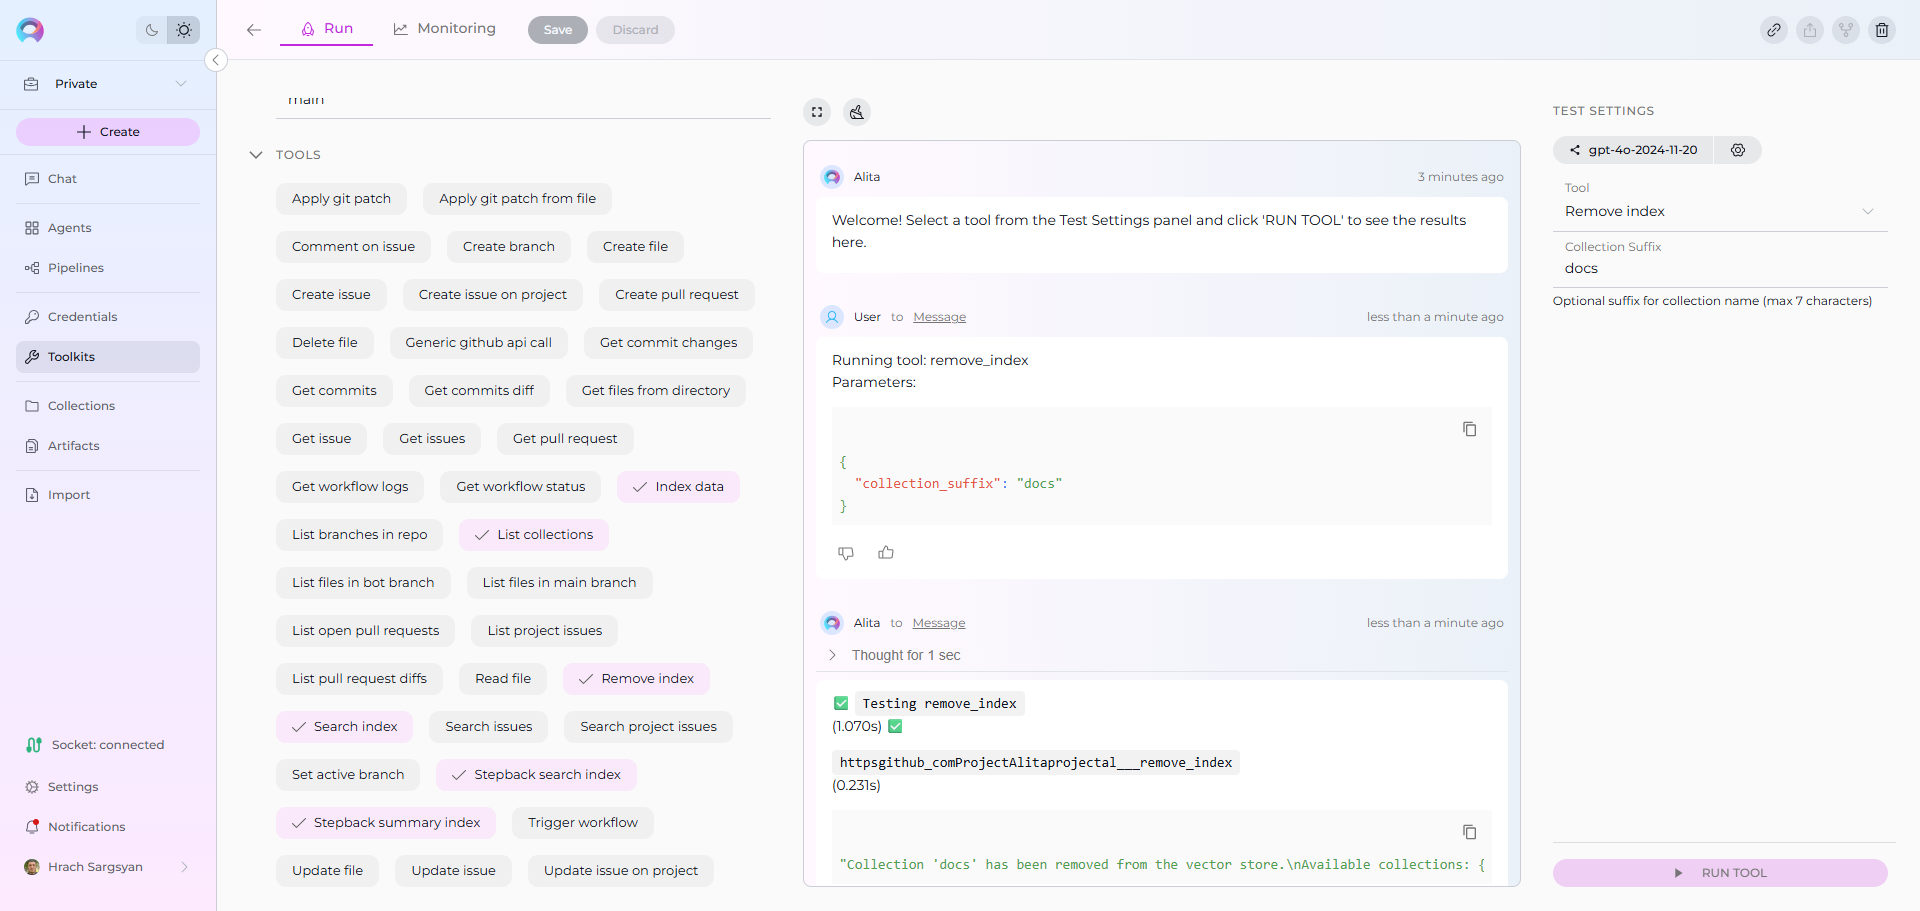 Run
Monitoring
Save
Discard
Private
Create
Chat
Agents
Pipelines
Credentials
Toolkits
Collections
Artifacts
Import
Socket: connected
Settings
Notifications
Hrach Sargsyan
main
TOOLS
Apply git patch
Apply git patch from file
Comment on issue
Create branch
Create file
Create issue
Create issue on project
Create pull request
Delete file
Generic github api call
Get commit changes
Get commits
Get commits diff
Get files from directory
Get issue
Get issues
Get pull request
Get workflow logs
Get workflow status
Index data
List branches in repo
List collections
List files in bot branch
List files in main branch
List open pull requests
List project issues
List pull request diffs
Read file
Remove index
Search index
Search issues
Search project issues
Set active branch
Stepback search index
Stepback summary index
Trigger workflow
Update file
Update issue
Update issue on project
Alita
3 minutes ago
Welcome! Select a tool from the Test Settings panel and click 'RUN TOOL' to see the results
here.
User to Message
less than a minute ago
Running tool: remove_index
Parameters:
{
"collection_suffix": "docs"
}
Alita to Message
less than a minute ago
Thought for 1 sec
Testing remove_index
(1.070s)
httpsgithub_comProjectAlitaprojectal___remove_index
(0.231s)
"Collection 'docs' has been removed from the vector store.\nAvailable collections: {
TEST SETTINGS
gpt-4o-2024-11-20
Tool
Remove index
Collection Suffix
docs
Optional suffix for collection name (max 7 characters)
RUN TOOL